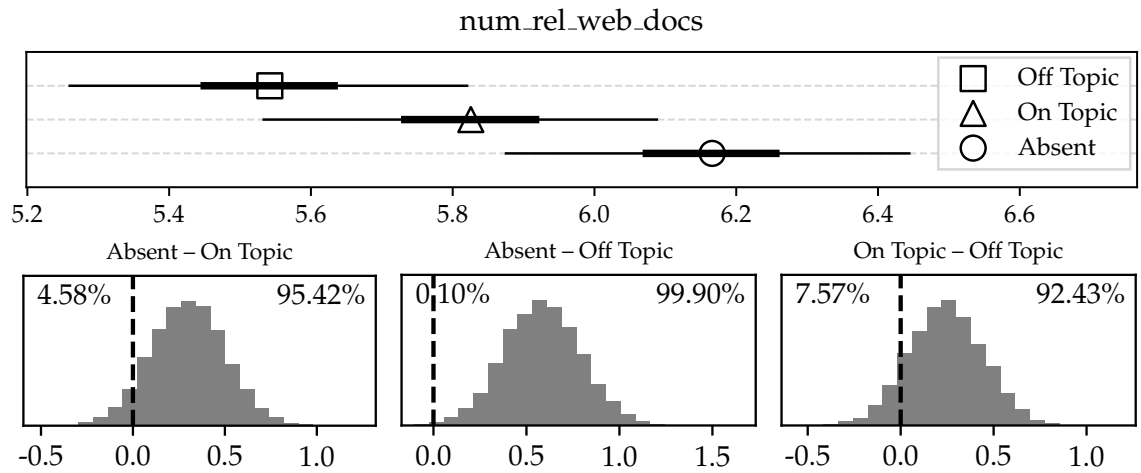 num_rel_web_docs
Off Topic
On Topic
Absent
5.2 5.4 5.6 5.8 6.0 6.2 6.4 6.6
Absent – On Topic
4.58% 95.42%
-0.5 0.0 0.5 1.0
Absent – Off Topic
0.10% 99.90%
0.0 0.5 1.0 1.5
On Topic – Off Topic
7.57% 92.43%
-0.5 0.0 0.5 1.0